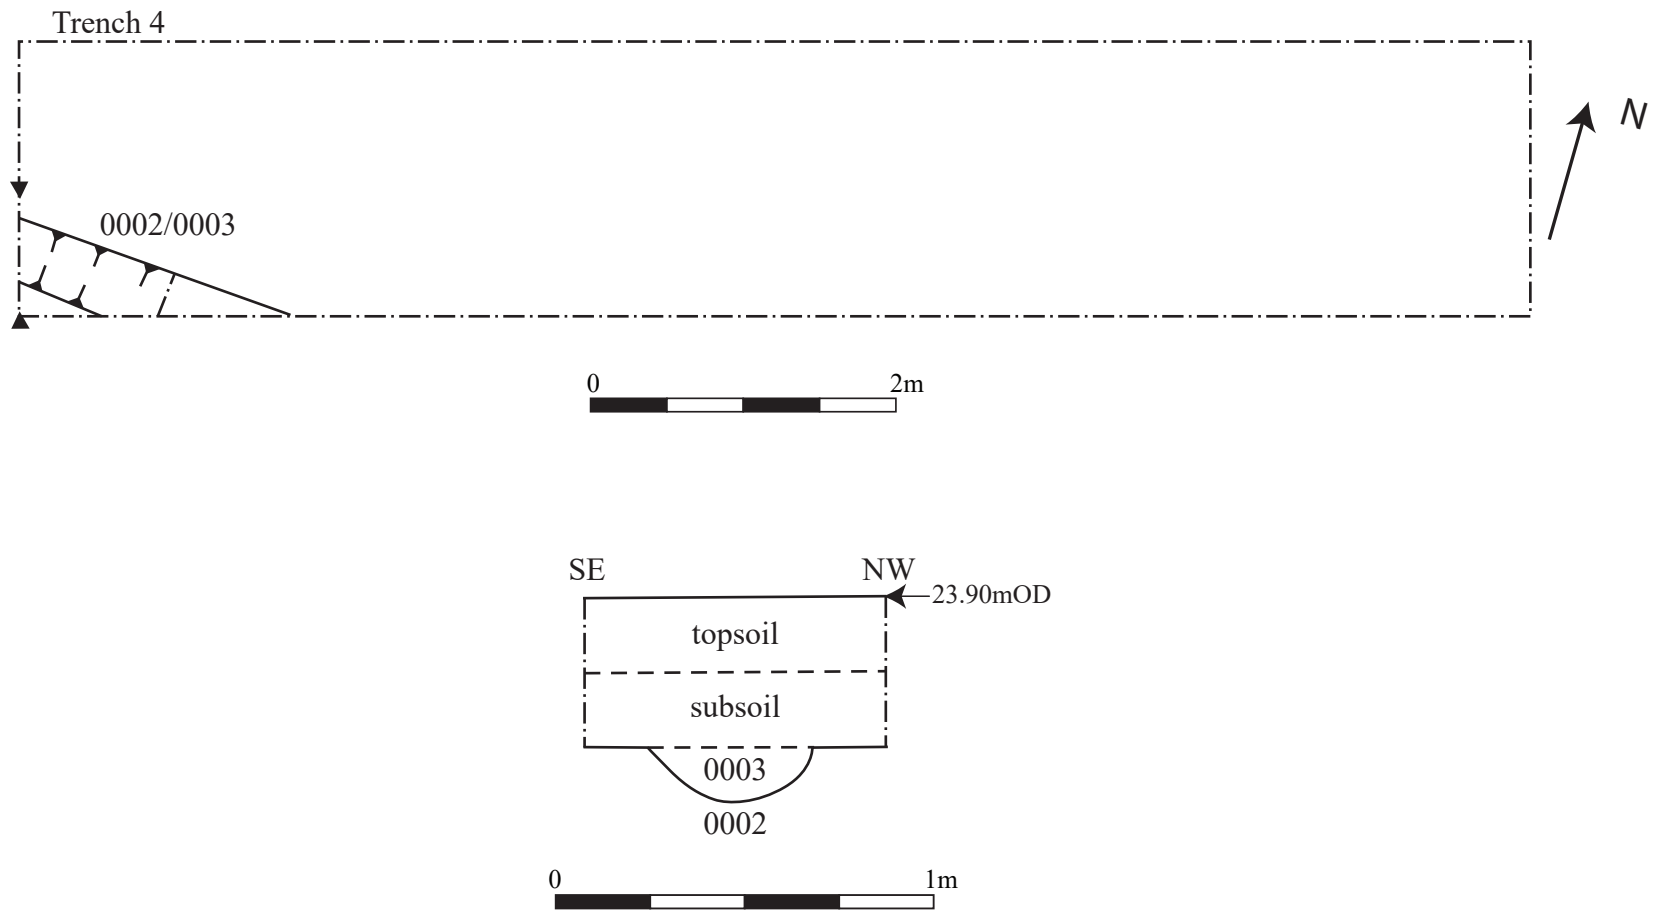 Trench 4
N
0002/0003
0 2m
SE NW
23.90mOD
topsoil
subsoil
0003
0002
0 1m